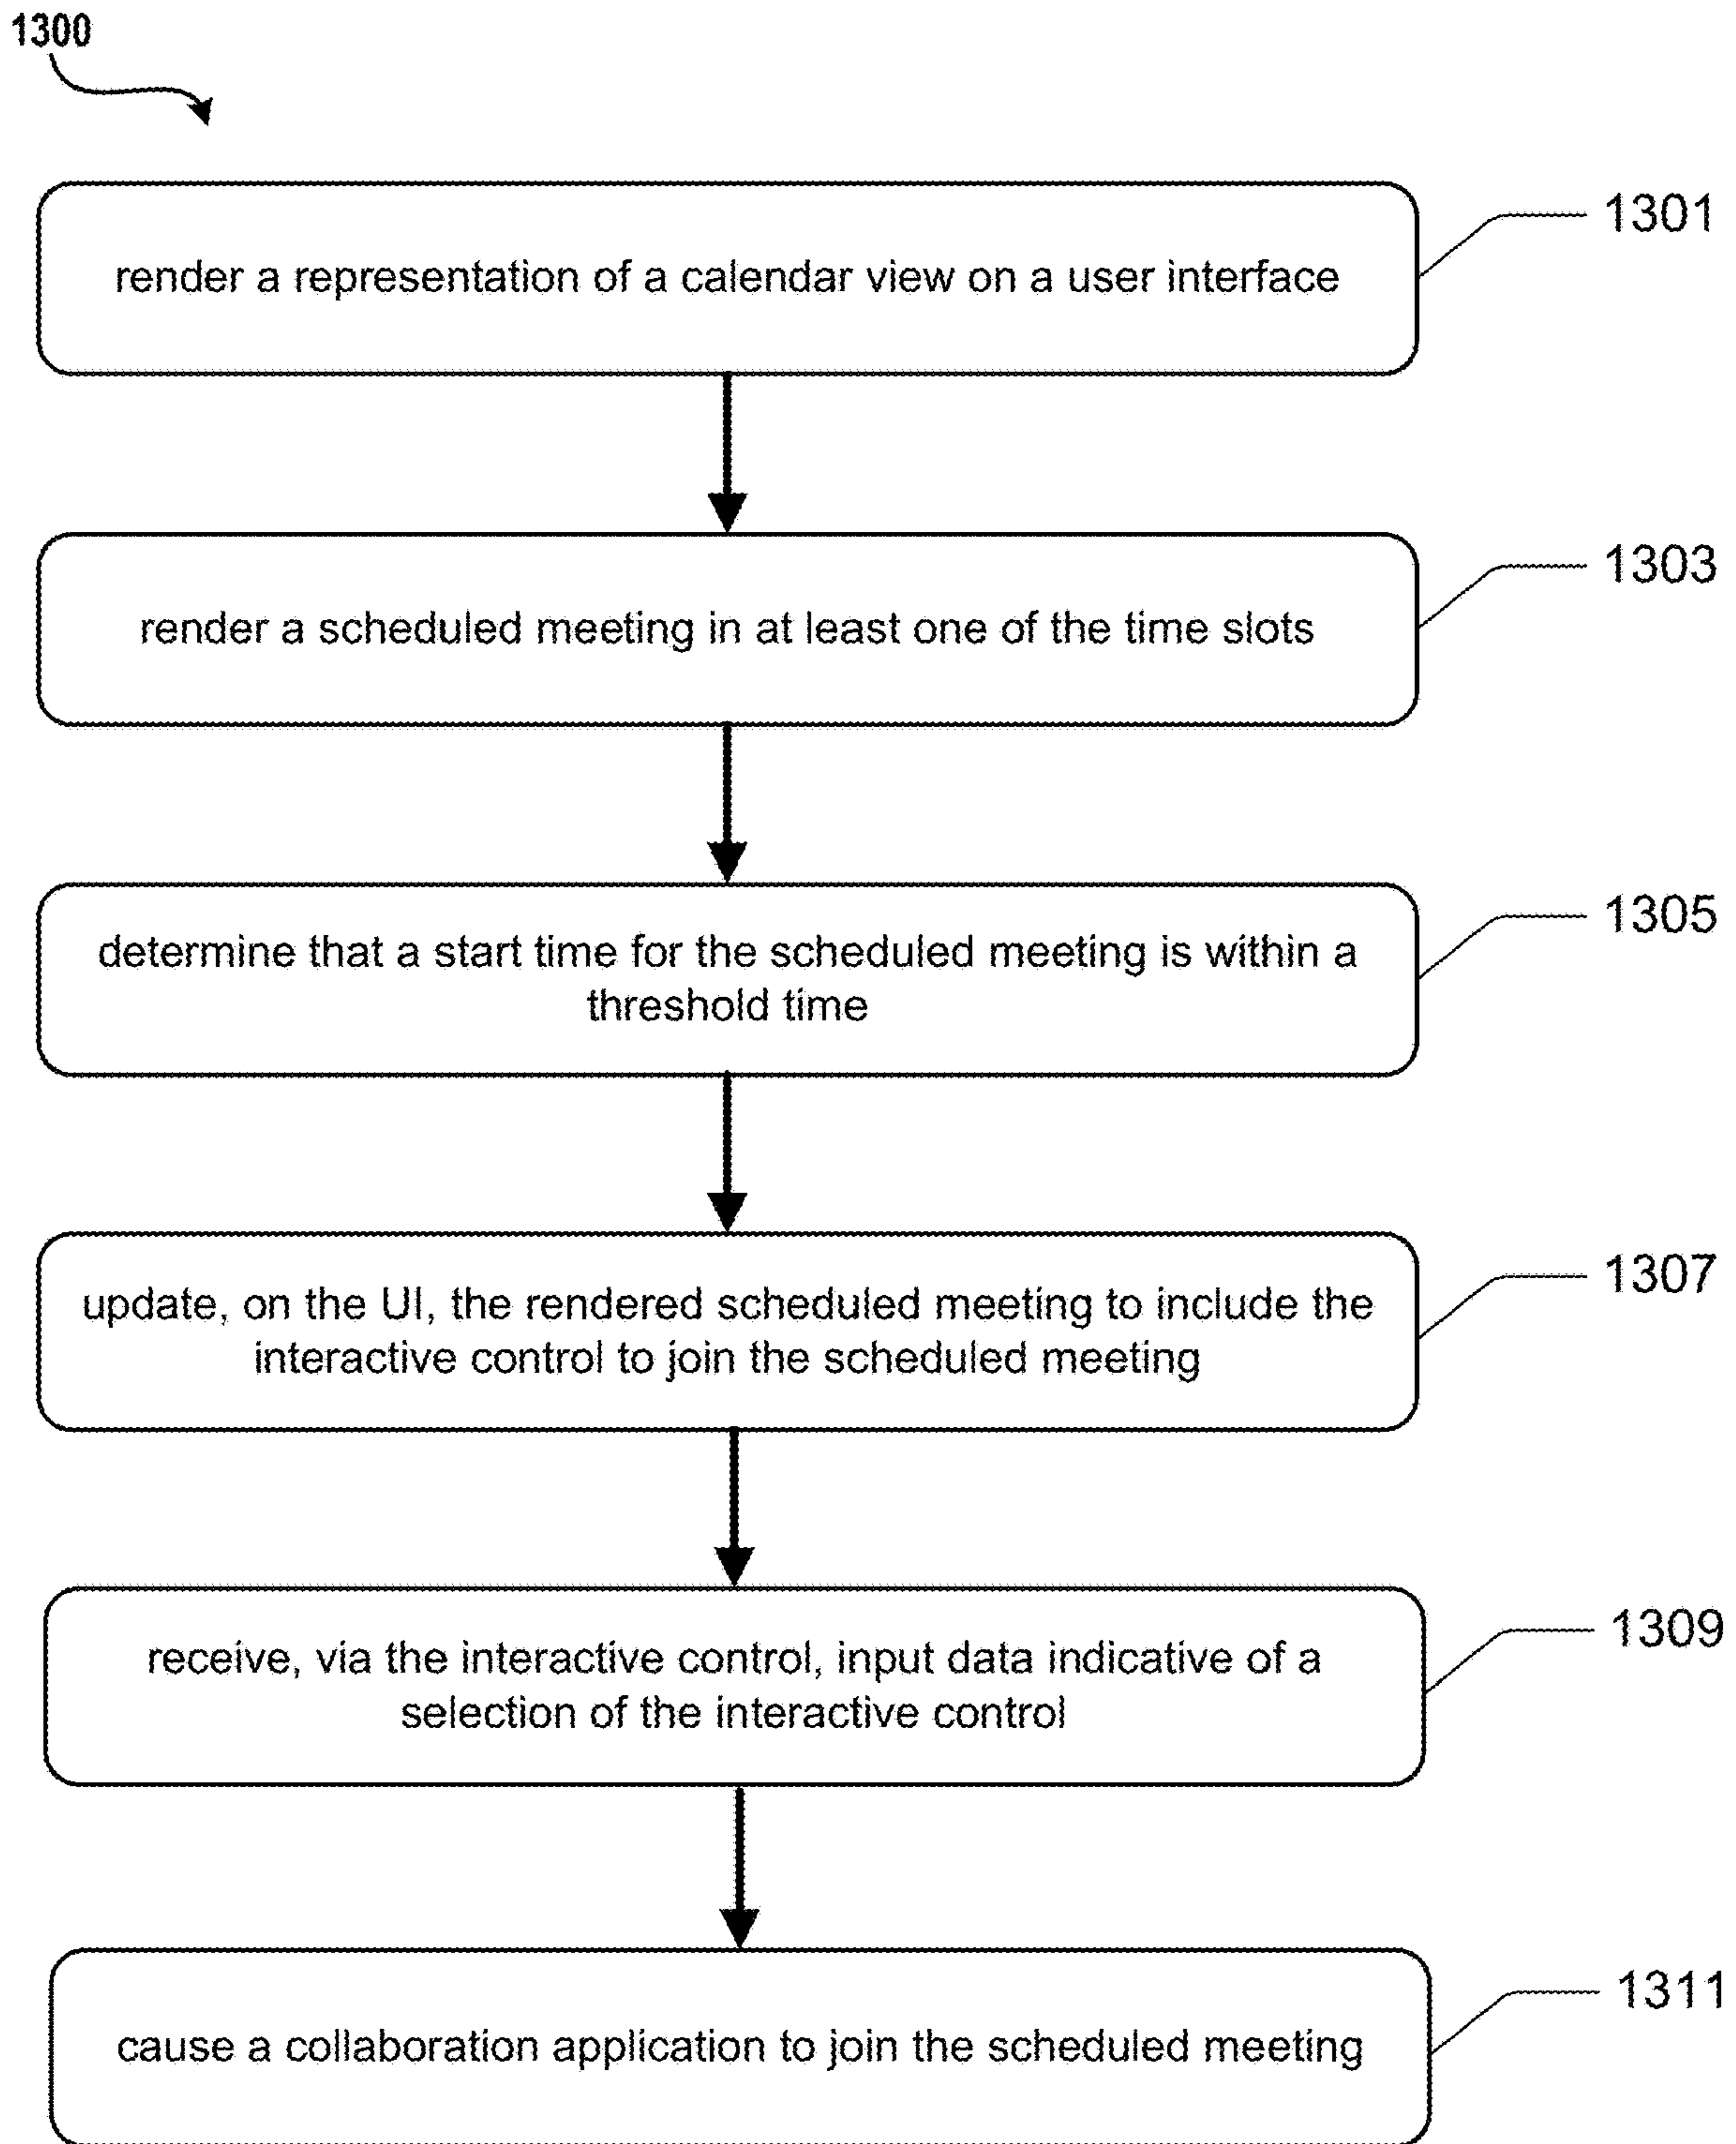 1300
1301
render a representation of a calendar view on a user interface
1303
render a scheduled meeting in at least one of the time slots
1305
determine that a start time for the scheduled meeting is within a
threshold time
1307
update, on the UI, the rendered scheduled meeting to include the
interactive control to join the scheduled meeting
1309
receive, via the interactive control, input data indicative of a
selection of the interactive control
1311
cause a collaboration application to join the scheduled meeting